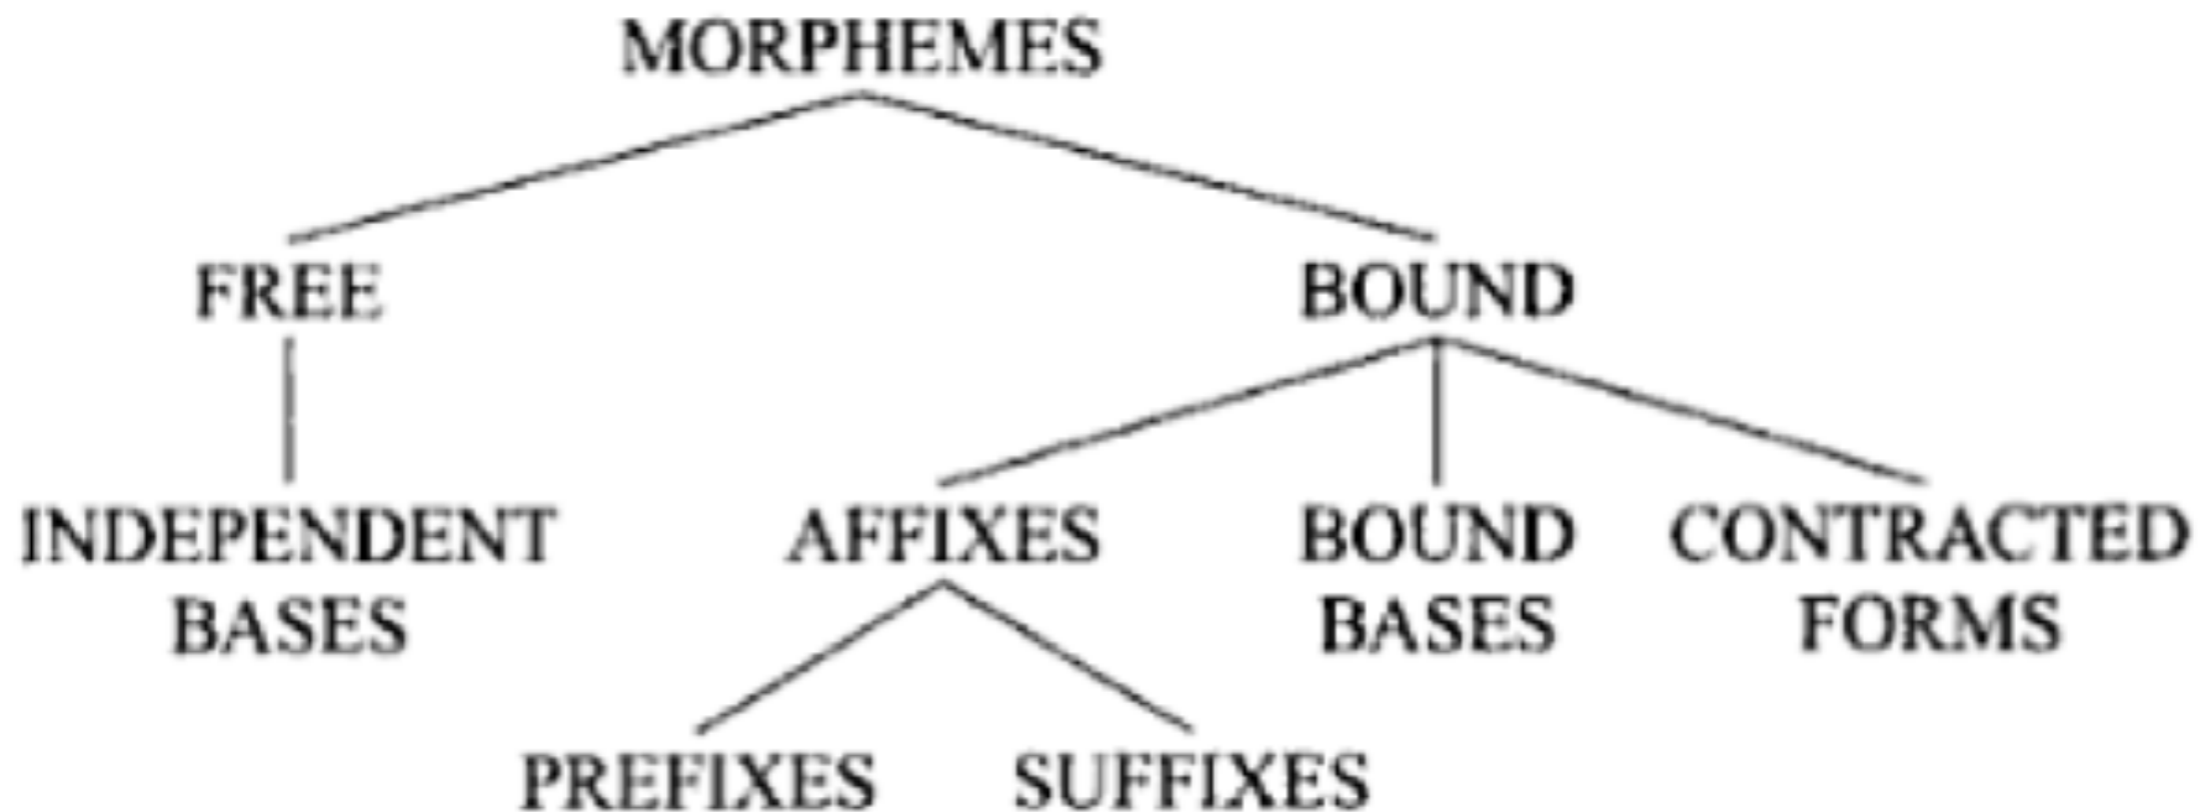 MORPHEMES
FREE BOUND
INDEPENDENT AFFIXES BOUND CONTRACTED
BASES BASES FORMS
PREFIXES SUFFIXES